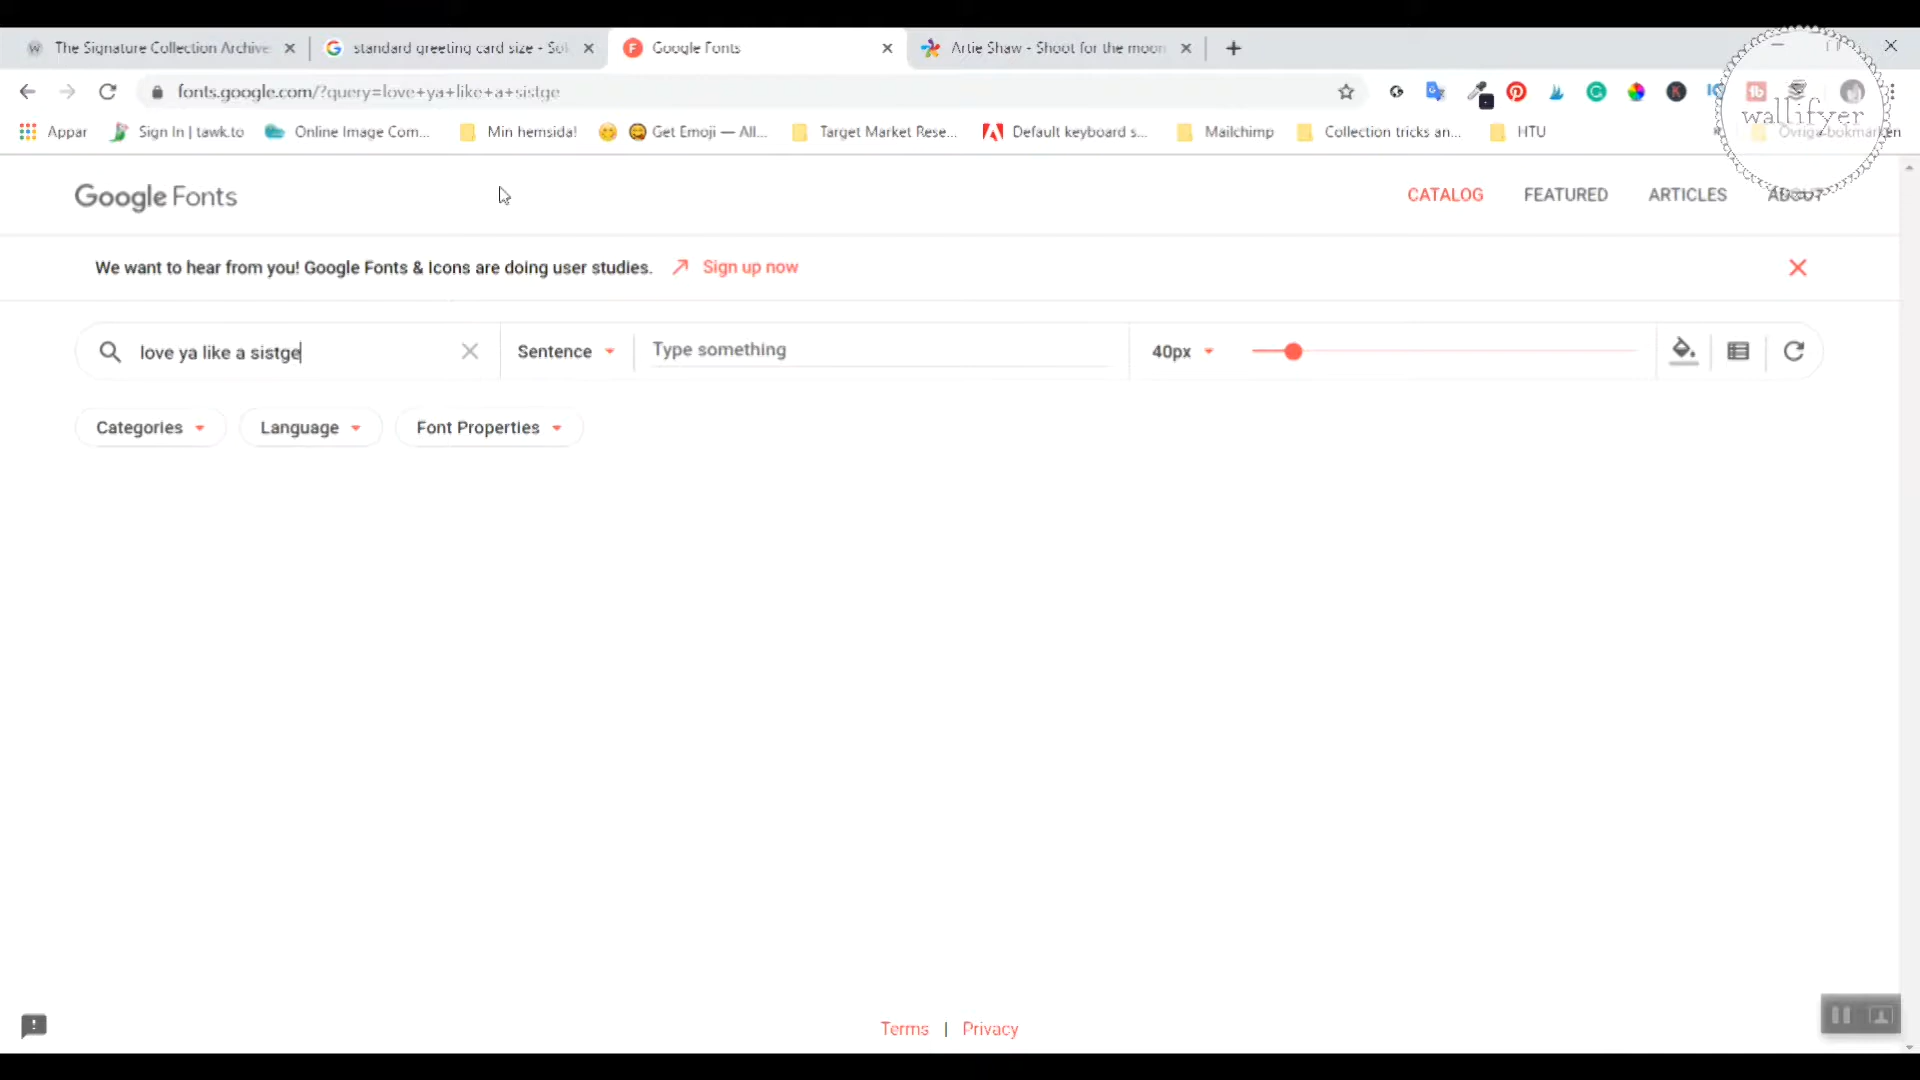 The Signature Collection Archive
standard greeting card size - Sö
Google Fonts
Artie Shaw - Shoot for the moon
fonts.google.com/?query=love+ya+like+a+sistge
Appar
Sign In | tawk.to
Online Image Com...
Min hemsida!
Get Emoji — All...
Target Market Rese...
Default keyboard s...
Mailchimp
Collection tricks an...
HTU
Övriga bokmärken
wallifyer
Google Fonts
CATALOG
FEATURED
ARTICLES
ABOUT
We want to hear from you! Google Fonts & Icons are doing user studies.
Sign up now
love ya like a sistge
Sentence
Type something
40px
Categories
Language
Font Properties
Terms | Privacy